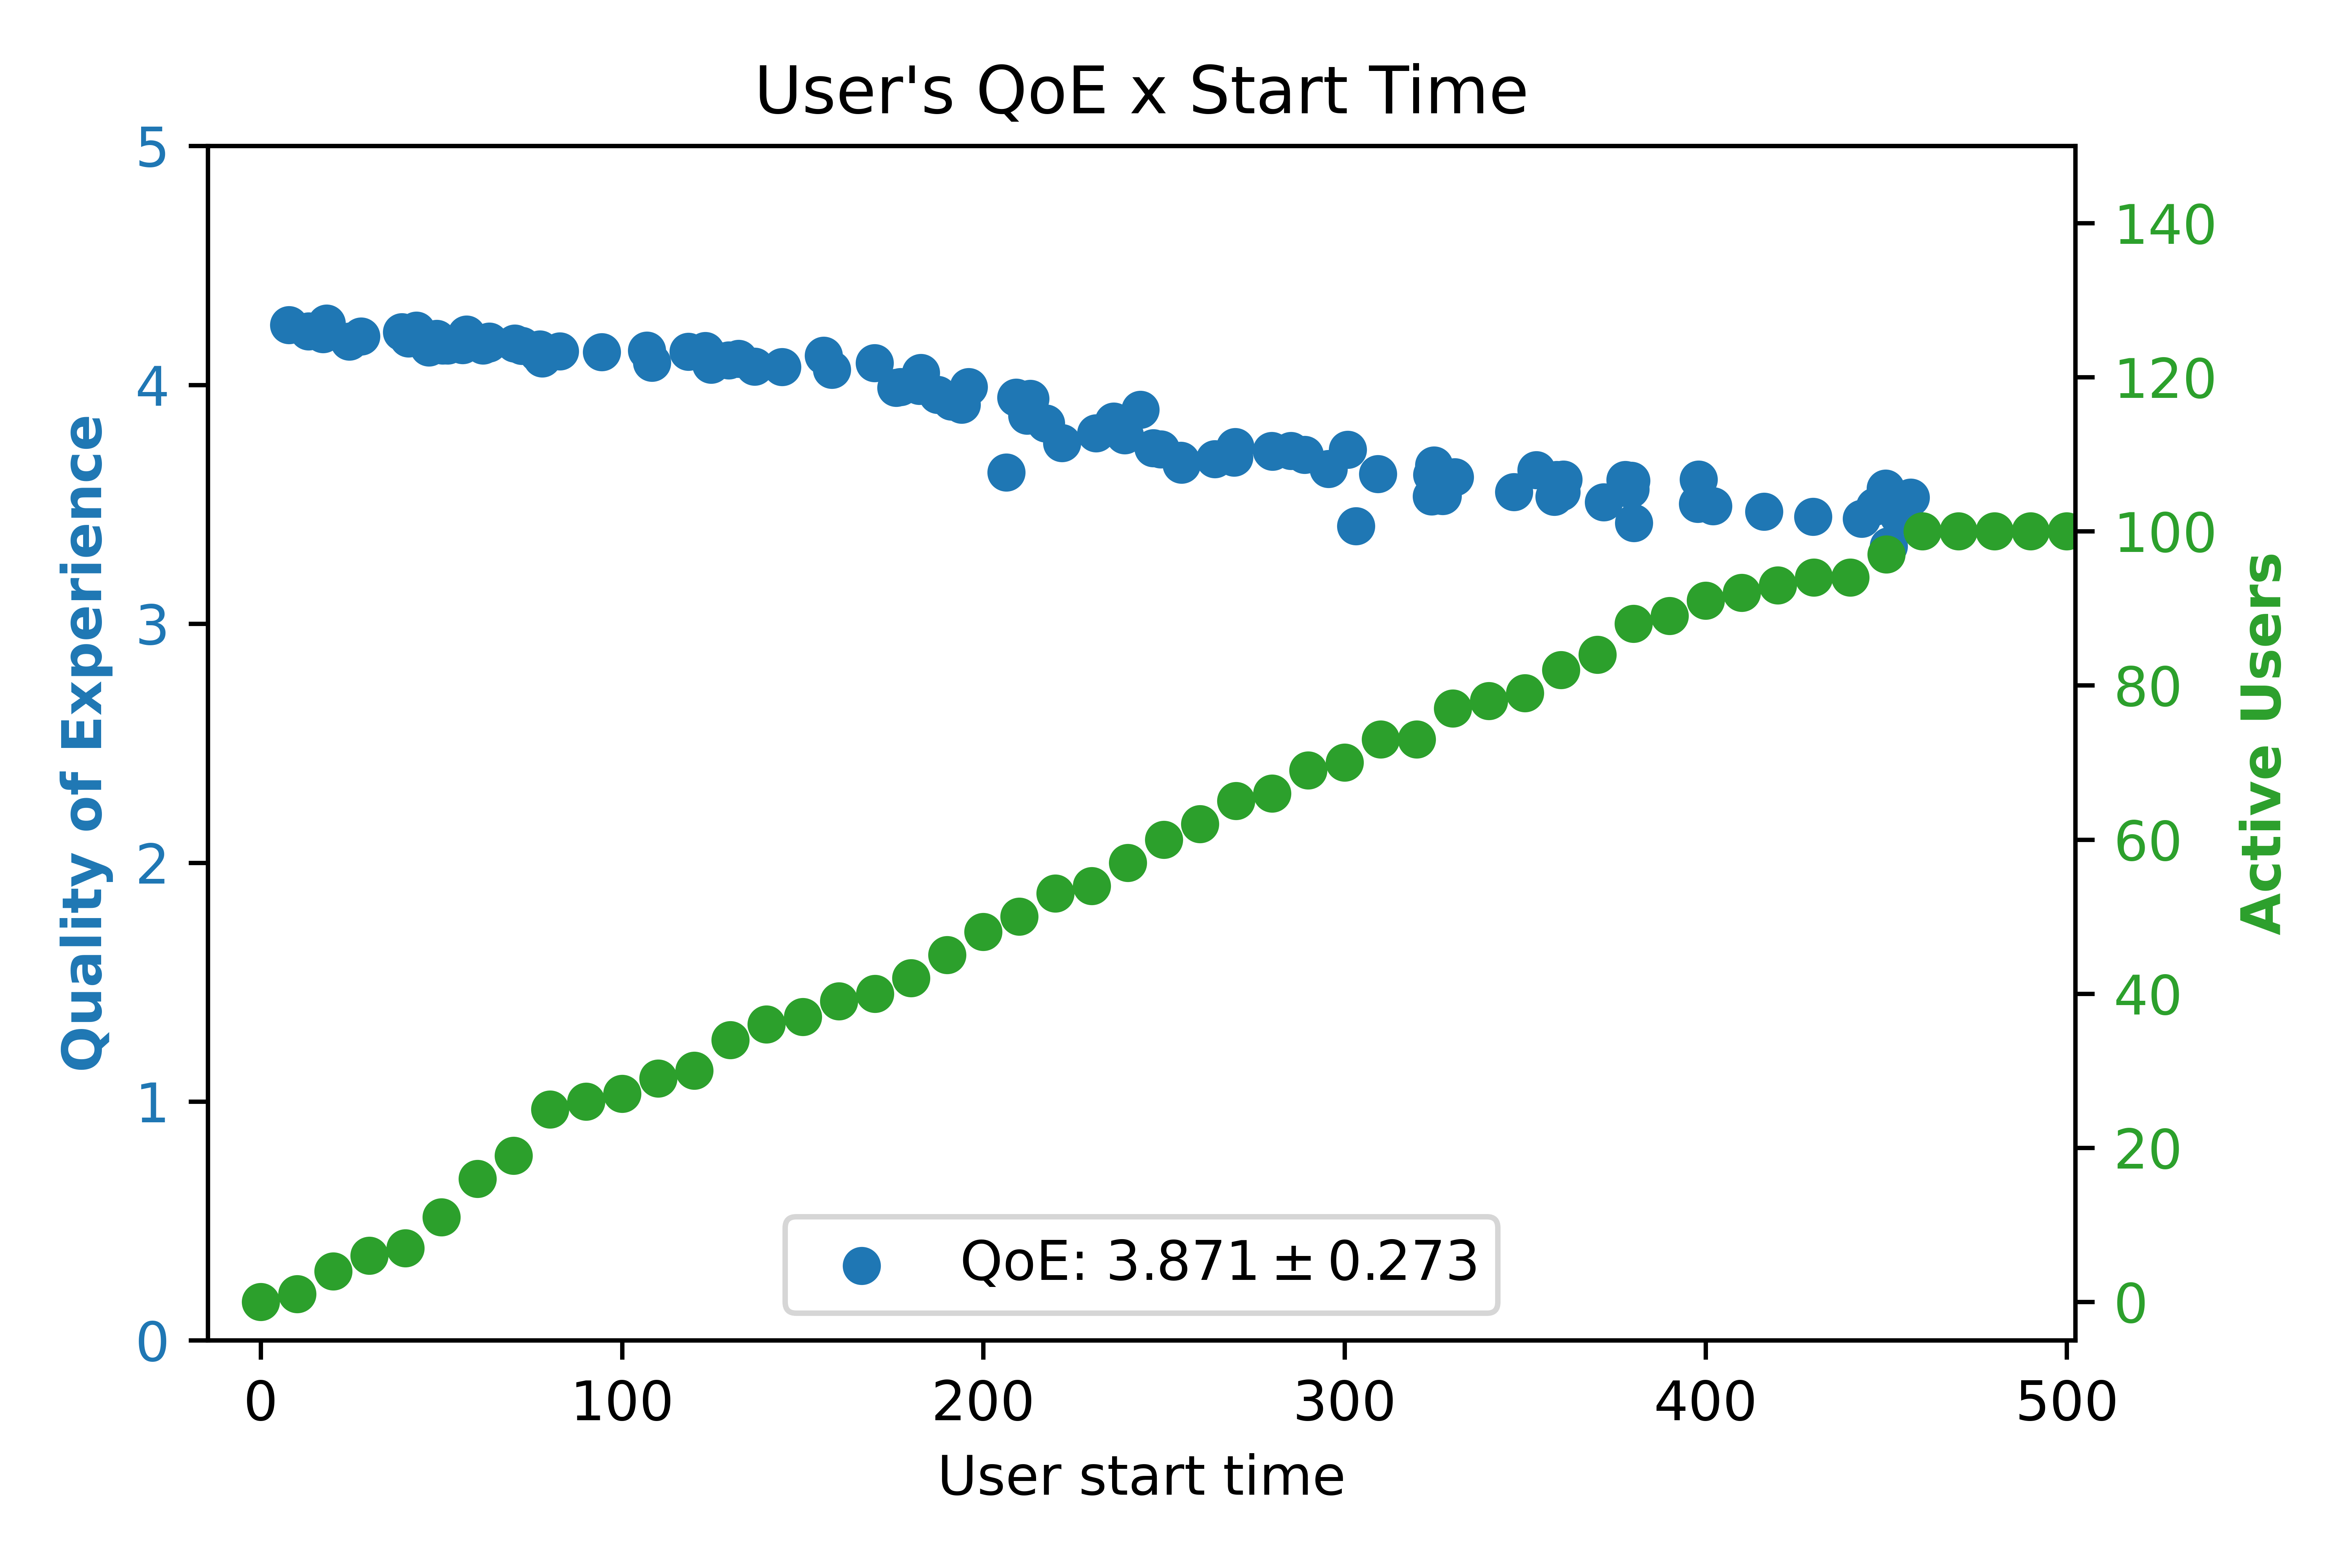 User's QoE x Start Time
5
4
3
2
1
0
Quality of Experience
140
120
100
80
60
40
20
0
Active Users
QoE: 3.871 ± 0.273
0 100 200 300 400 500
User start time